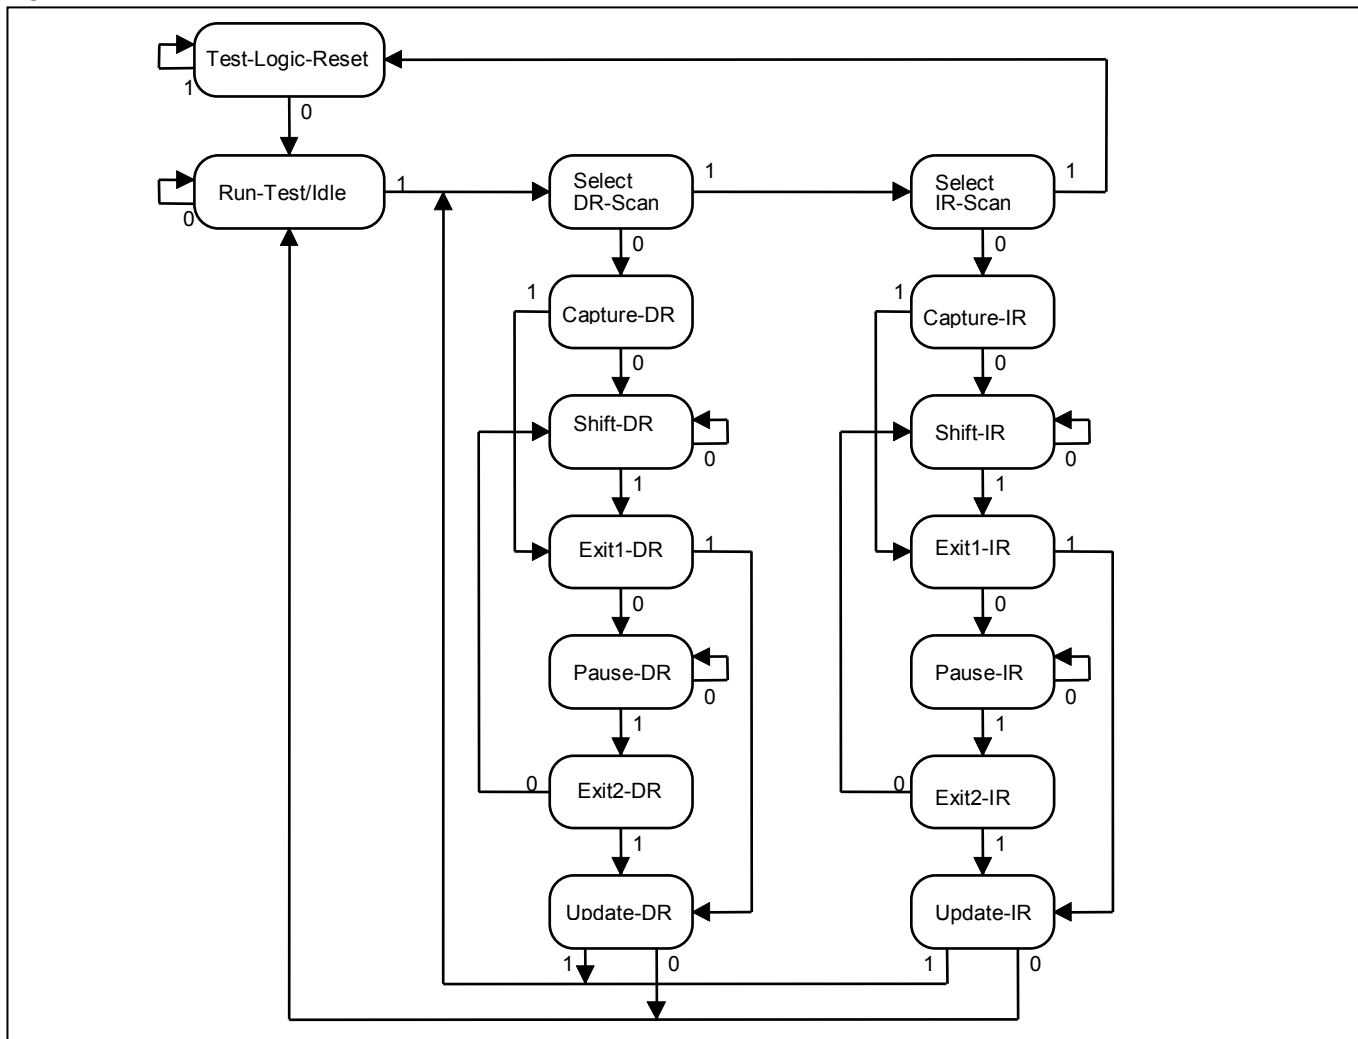 Test-Logic-Reset
1
0
Run-Test/Idle
0
1
Select
DR-Scan
1
Select
IR-Scan
1
0
0
1
Capture-DR
1
Capture-IR
0
0
Shift-DR
0
Shift-IR
0
1
1
Exit1-DR
1
Exit1-IR
1
0
0
Pause-DR
0
Pause-IR
0
1
1
0
Exit2-DR
0
Exit2-IR
1
1
Update-DR
Update-IR
1
0
1
0